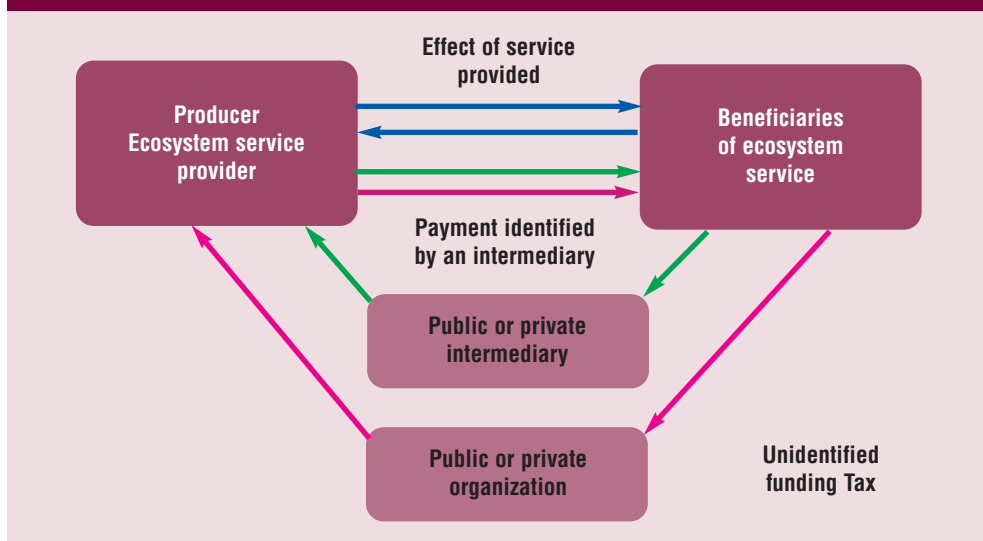 Effect of service
provided
Producer
Ecosystem service
provider
Beneficiaries
of ecosystem
service
Payment identified
by an intermediary
Public or private
intermediary
Public or private
organization
Unidentified
funding Tax